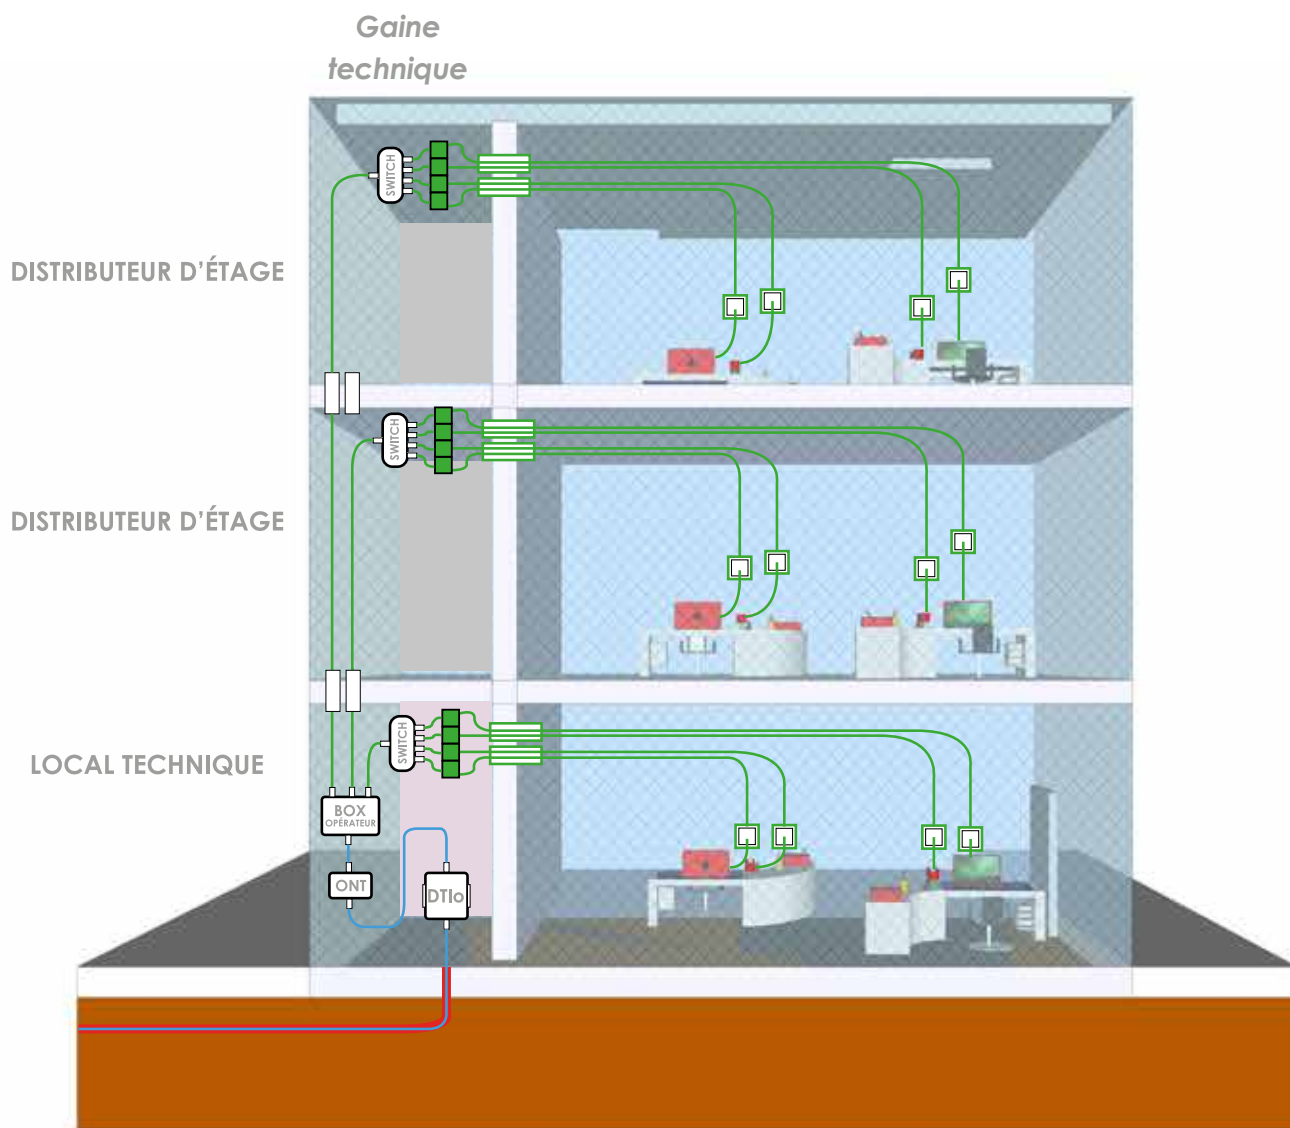 Gaine
technique
SWITCH
DISTRIBUTEUR D'ÉTAGE
SWITCH
DISTRIBUTEUR D'ÉTAGE
SWITCH
LOCAL TECHNIQUE
BOX
OPÉRATEUR
ONT
DTIo